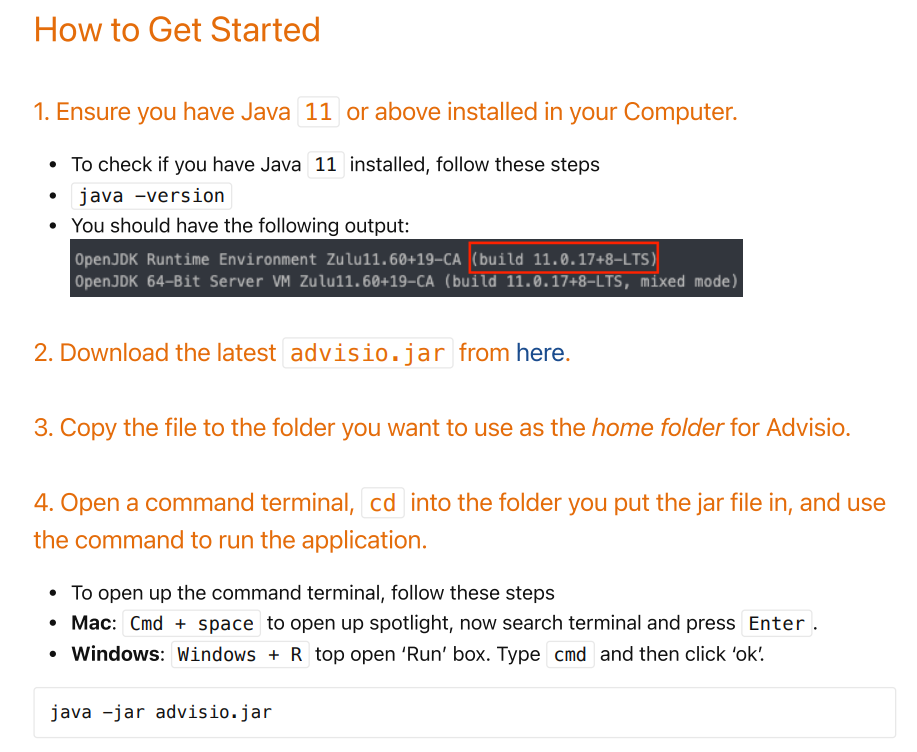 How to Get Started
1. Ensure you have Java 11 or above installed in your Computer.
• To check if you have Java 11 installed, follow these steps
• java -version
• You should have the following output:
OpenJDK Runtime Environment Zulu11.60+19-CA (build 11.0.17+8-LTS)
OpenJDK 64-Bit Server VM Zulu11.60+19-CA (build 11.0.17+8-LTS, mixed mode)
2. Download the latest advisio.jar from here.
3. Copy the file to the folder you want to use as the home folder for Advisio.
4. Open a command terminal, cd into the folder you put the jar file in, and use
the command to run the application.
• To open up the command terminal, follow these steps
• Mac: Cmd + space to open up spotlight, now search terminal and press Enter.
• Windows: Windows + R top open ‘Run’ box. Type cmd and then click ‘ok’.
java -jar advisio.jar